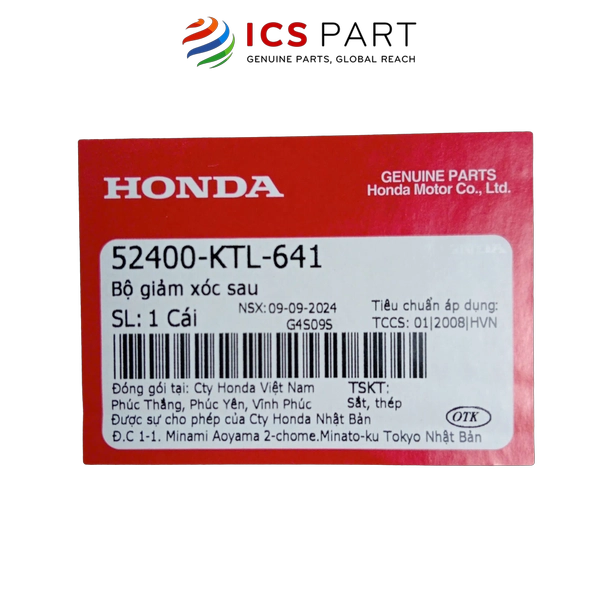 ICS PART
GENUINE PARTS, GLOBAL REACH
HONDA
GENUINE PARTS
Honda Motor Co., Ltd.
52400-KTL-641
Bộ giảm xóc sau
SL: 1 Cái
NSX: 09-09-2024
G4S09S
Tiêu chuẩn áp dụng:
TCCS: 01|2008|HVN
Đóng gói tại: Cty Honda Việt Nam
Phúc Thắng, Phúc Yên, Vĩnh Phúc
TSKT:
Sắt, thép
Được sự cho phép của Cty Honda Nhật Bản
Đ.C 1-1. Minami Aoyama 2-chome.Minato-ku Tokyo Nhật Bản
OTK